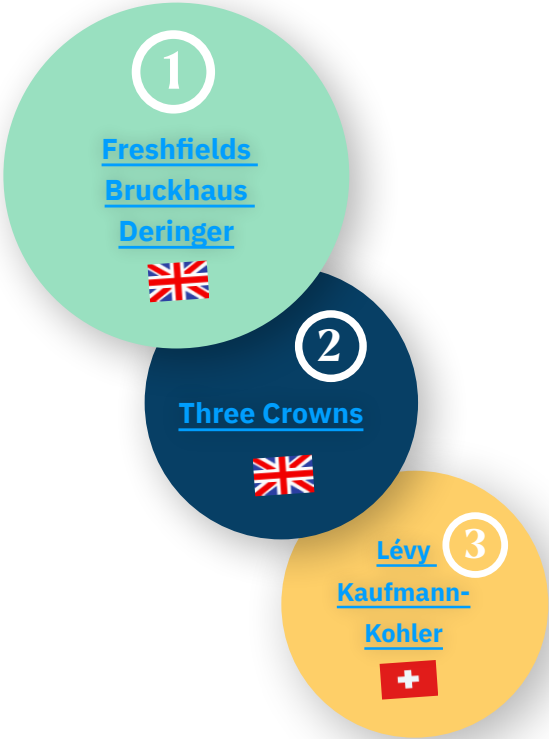 1
Freshfields
Bruckhaus
Deringer
2
Three Crowns
3
Lévy
Kaufmann-
Kohler